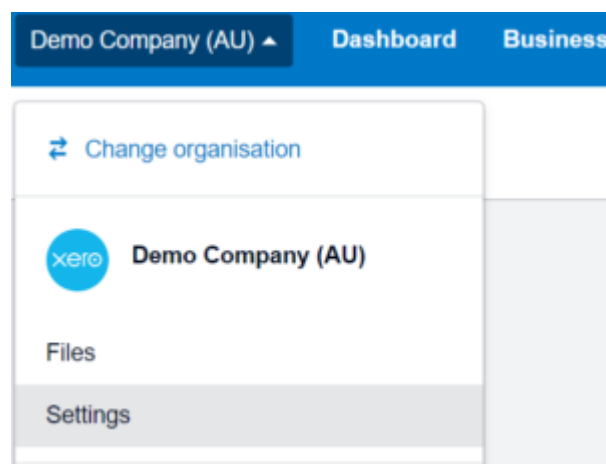 Demo Company (AU) Dashboard Business
Change organisation
xero Demo Company (AU)
Files
Settings